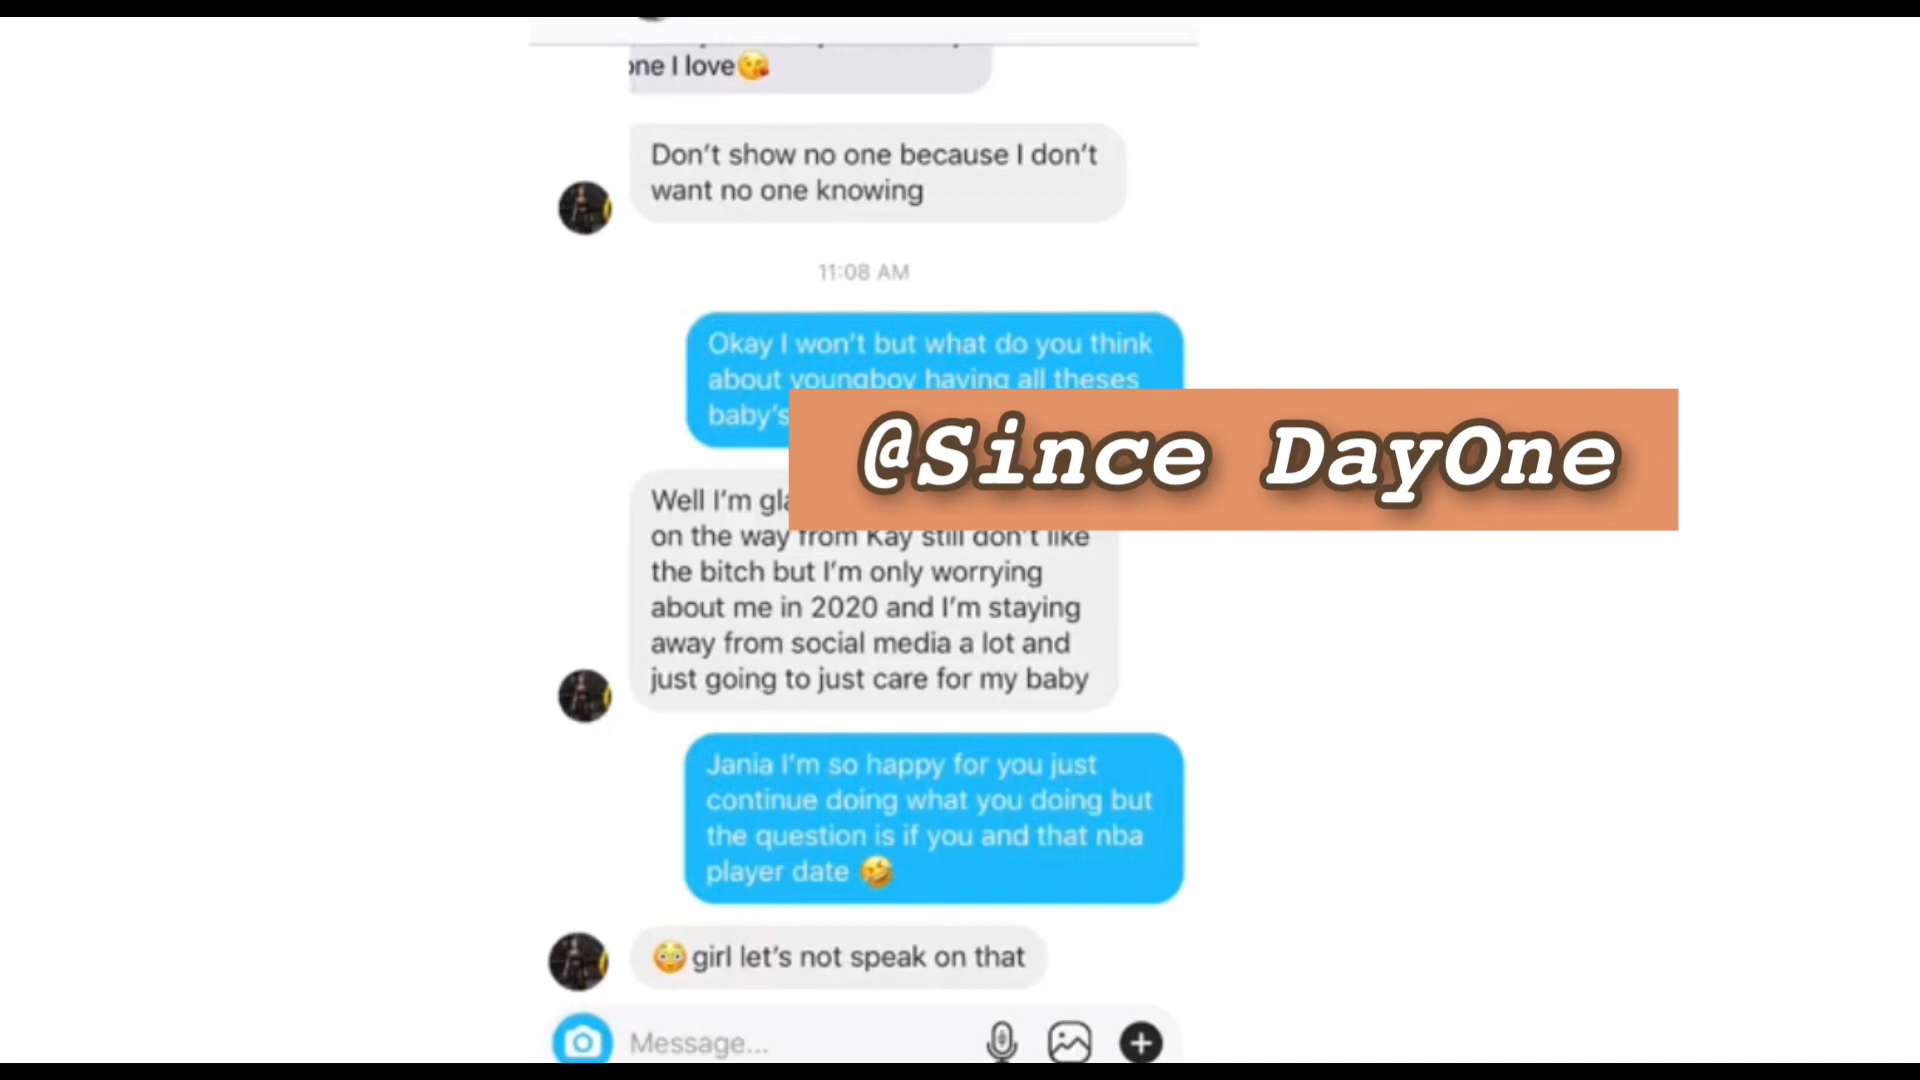 one I love😘
Don't show no one because I don't
want no one knowing
11:08 AM
Okay I won't but what do you think
about youngboy having all theses
baby's
@Since DayOne
Well I'm
on the way from Kay still don't like
the bitch but I'm only worrying
about me in 2020 and I'm staying
away from social media a lot and
just going to just care for my baby
Jania I'm so happy for you just
continue doing what you doing but
the question is if you and that nba
player date 🤣
😳 girl let's not speak on that
Message...